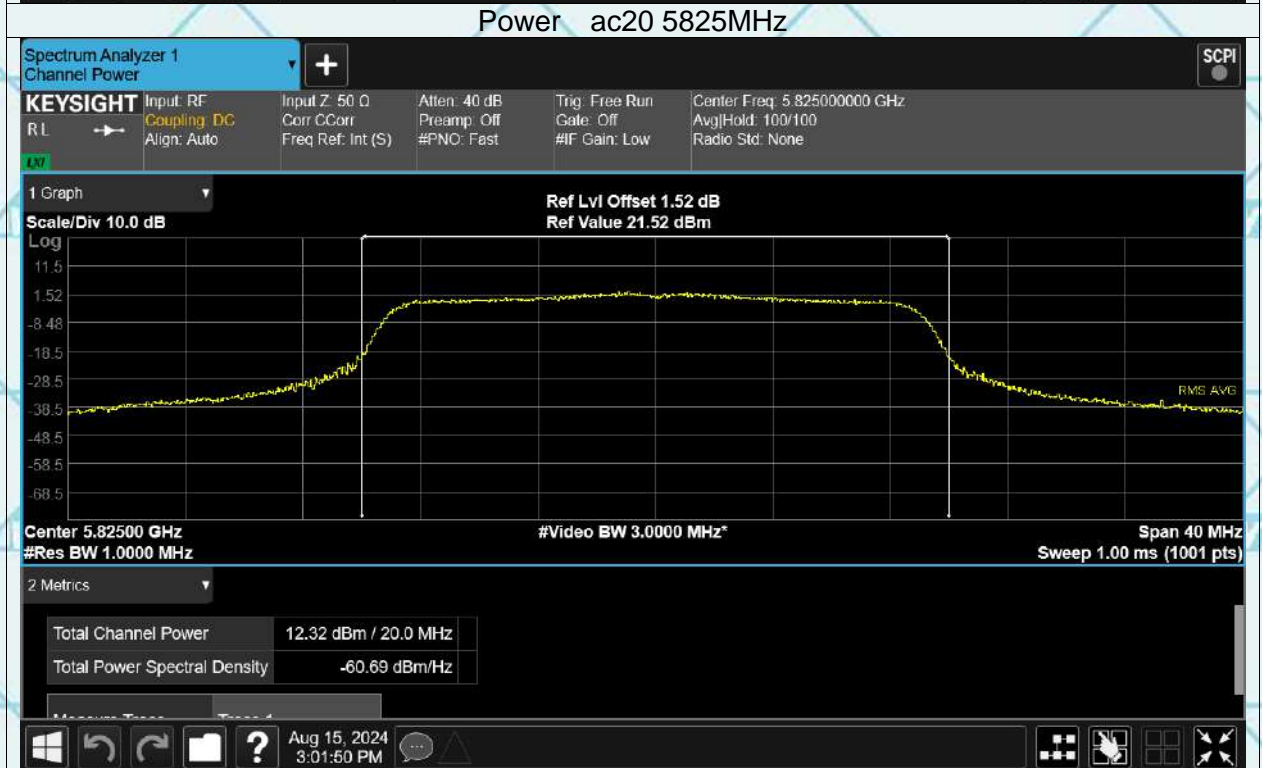 Power ac20 5825MHz
Spectrum Analyzer 1
Channel Power
SCPI
KEYSIGHT
RL
LXI
Input: RF
Coupling: DC
Align: Auto
Input Z: 50 Ω
Corr CCorr
Freq Ref: Int (S)
Atten: 40 dB
Preamp: Off
#PNO: Fast
Trig: Free Run
Gate: Off
#IF Gain: Low
Center Freq: 5.825000000 GHz
Avg|Hold: 100/100
Radio Std: None
1 Graph
Scale/Div 10.0 dB
Ref Lvl Offset 1.52 dB
Ref Value 21.52 dBm
Log
11.5
1.52
-8.48
-18.5
-28.5
RMS AVG
-38.5
-48.5
-58.5
-68.5
Center 5.82500 GHz
#Video BW 3.0000 MHz*
Span 40 MHz
#Res BW 1.0000 MHz
Sweep 1.00 ms (1001 pts)
2 Metrics
Total Channel Power 12.32 dBm / 20.0 MHz
Total Power Spectral Density -60.69 dBm/Hz
?
Aug 15, 2024
3:01:50 PM